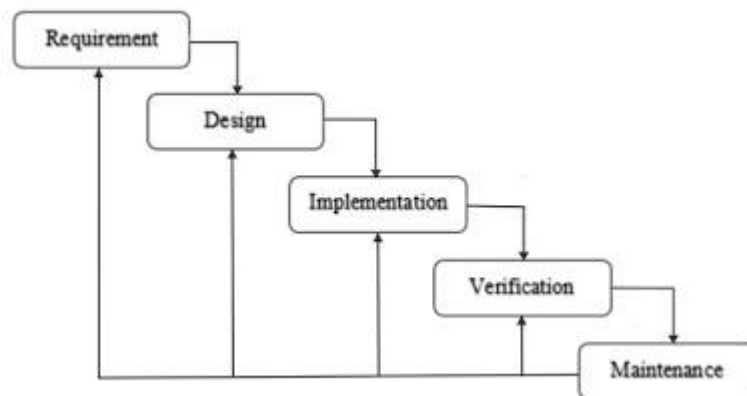 Requirement
Design
Implementation
Verification
Maintenance